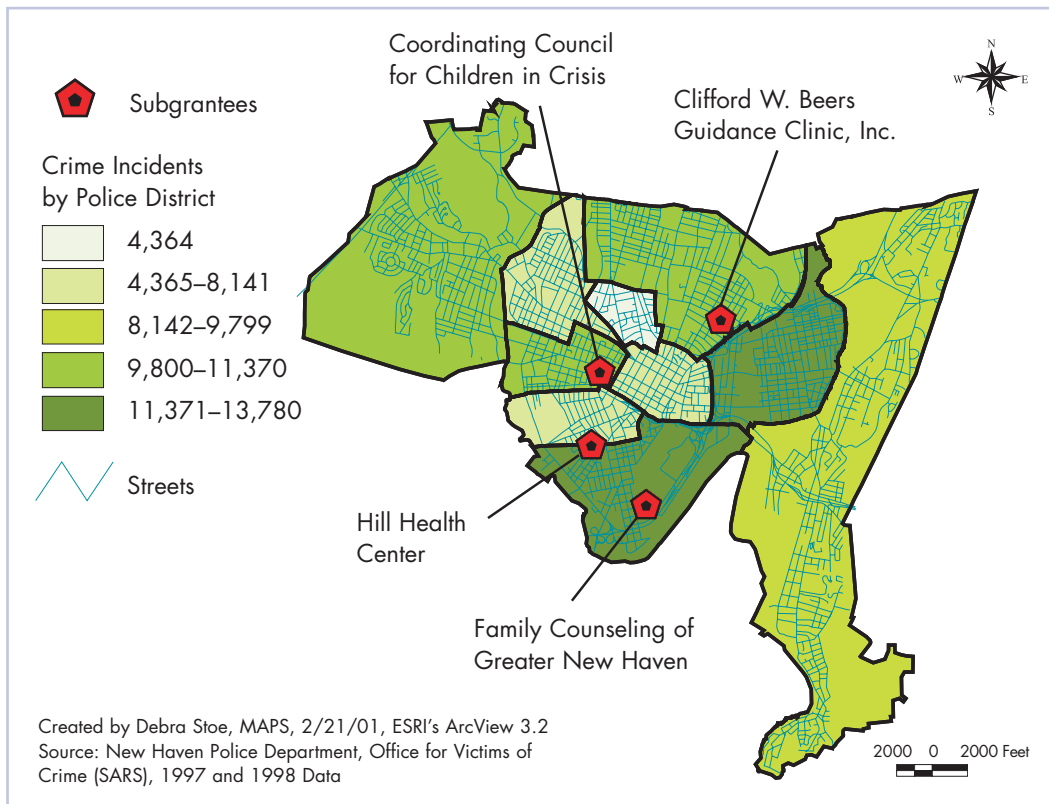 Coordinating Council
for Children in Crisis
Clifford W. Beers
Guidance Clinic, Inc.
N
W
E
S
Subgrantees
Crime Incidents
by Police District
4,364
4,365–8,141
8,142–9,799
9,800–11,370
11,371–13,780
Streets
Hill Health
Center
Family Counseling of
Greater New Haven
Created by Debra Stoe, MAPS, 2/21/01, ESRI's ArcView 3.2
Source: New Haven Police Department, Office for Victims of
Crime (SARS), 1997 and 1998 Data
2000 0 2000 Feet